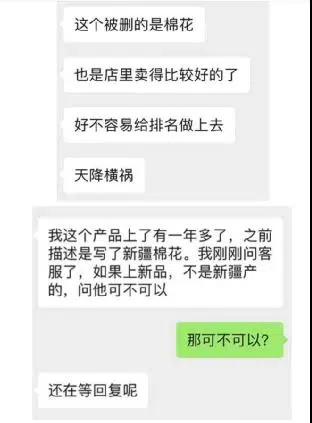 这个被删的是棉花
也是店里卖得比较好的了
好不容易给排名做上去
天降横祸
我这个产品上了有一年多了，之前
描述是写了新疆棉花。我刚刚问客
服了，如果上新品，不是新疆产
的，问他可不可以
那可不可以？
还在等回复呢